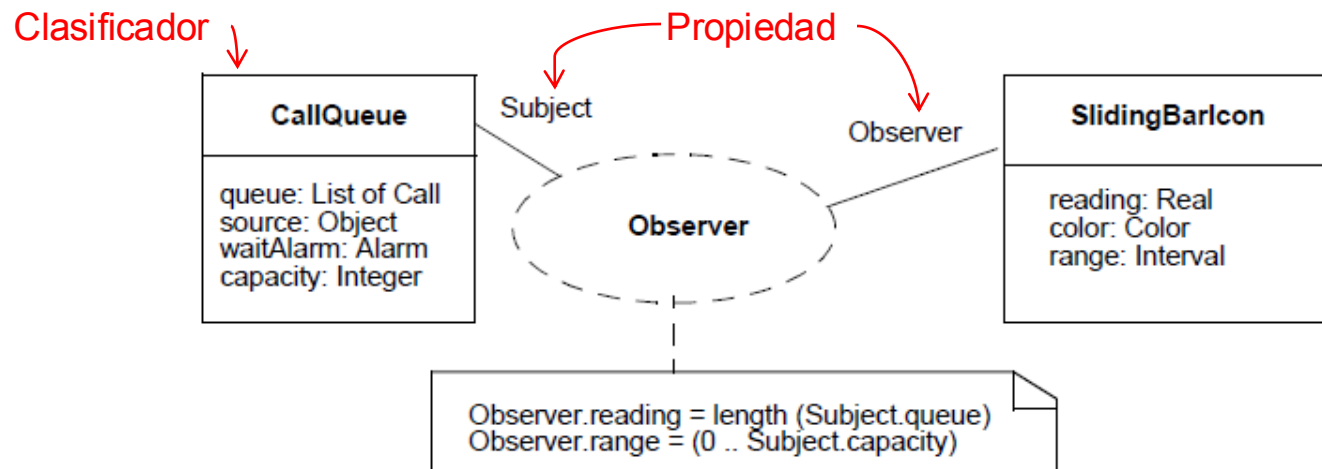 Clasificador
Propiedad
CallQueue
Subject
Observer
SlidingBarIcon
queue: List of Call
source: Object
waitAlarm: Alarm
capacity: Integer
Observer
reading: Real
color: Color
range: Interval
Observer.reading = length (Subject.queue)
Observer.range = (0 .. Subject.capacity)